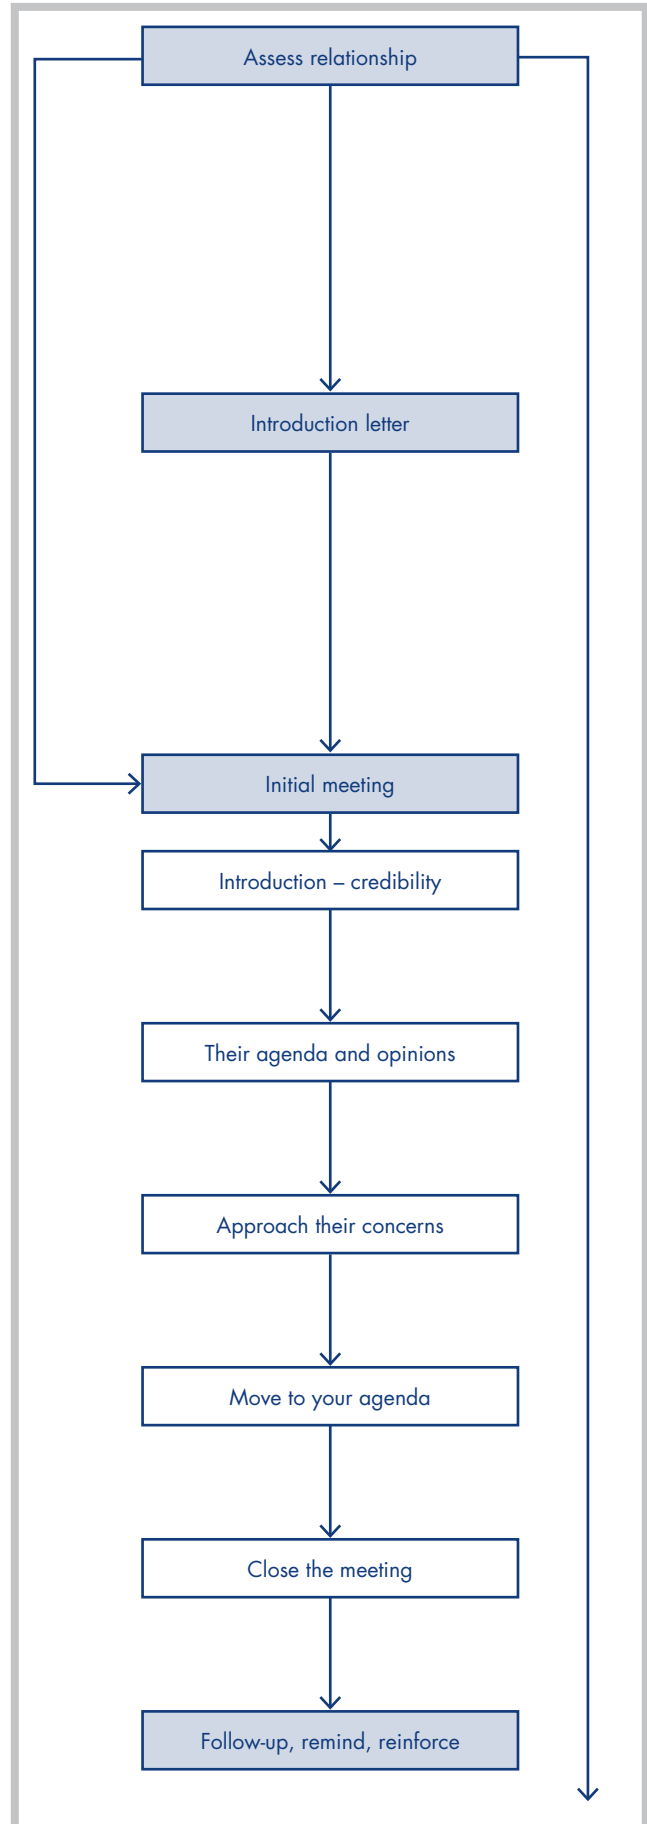 Assess relationship
Introduction letter
Initial meeting
Introduction – credibility
Their agenda and opinions
Approach their concerns
Move to your agenda
Close the meeting
Follow-up, remind, reinforce